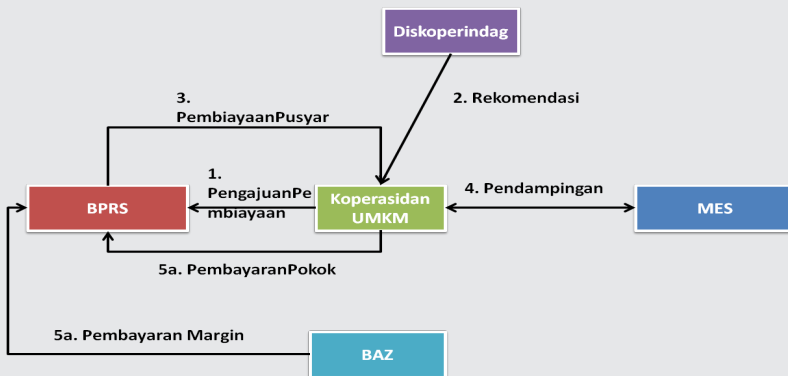 Diskoperindag
3.
PembiayaanPusyar
2. Rekomendasi
1.
PengajuanPe
mbiayaan
BPRS
Koperasidan
UMKM
4. Pendampingan
MES
5a. PembayaranPokok
5a. Pembayaran Margin
BAZ